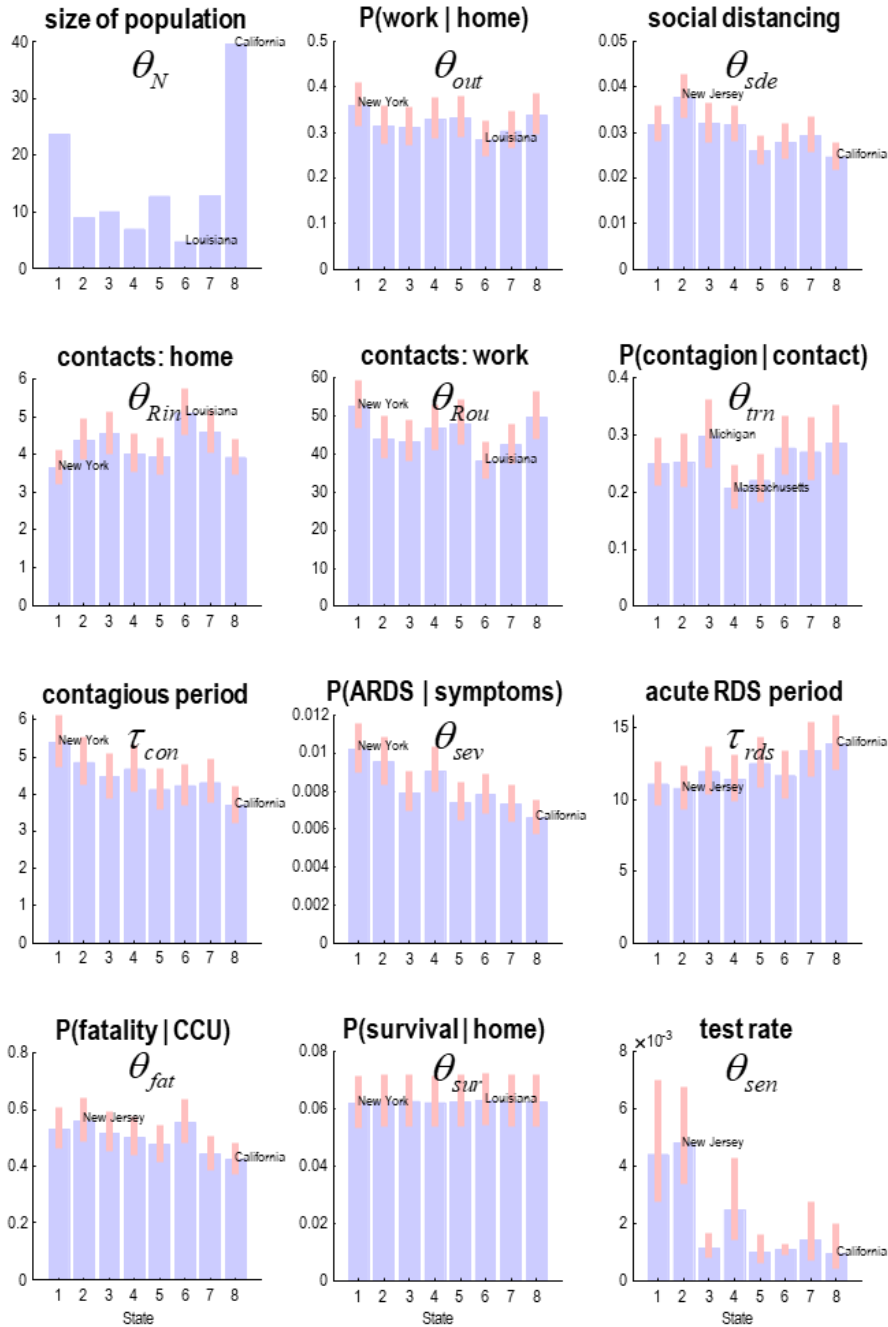 size of population
θ_N
40
30
20
10
0
California
Louisiana
1 2 3 4 5 6 7 8
P(work | home)
θ_out
0.5
0.4
0.3
0.2
0.1
0
New York
Louisiana
1 2 3 4 5 6 7 8
social distancing
θ_sde
0.05
0.04
0.03
0.02
0.01
0
New Jersey
California
1 2 3 4 5 6 7 8
contacts: home
θ_Rin
6
5
4
3
2
1
0
New York
Louisiana
1 2 3 4 5 6 7 8
contacts: work
θ_Rou
60
50
40
30
20
10
0
New York
Louisiana
1 2 3 4 5 6 7 8
P(contagion | contact)
θ_trn
0.4
0.3
0.2
0.1
0
Michigan
Massachusetts
1 2 3 4 5 6 7 8
contagious period
τ_con
6
5
4
3
2
1
0
New York
California
1 2 3 4 5 6 7 8
P(ARDS | symptoms)
θ_sev
0.012
0.01
0.008
0.006
0.004
0.002
0
New York
California
1 2 3 4 5 6 7 8
acute RDS period
τ_rds
15
10
5
0
New Jersey
California
1 2 3 4 5 6 7 8
P(fatality | CCU)
θ_fat
0.8
0.6
0.4
0.2
0
New Jersey
California
1 2 3 4 5 6 7 8
State
P(survival | home)
θ_sur
0.08
0.06
0.04
0.02
0
New York
Louisiana
1 2 3 4 5 6 7 8
test rate
×10⁻³
θ_sen
8
6
4
2
0
New Jersey
California
1 2 3 4 5 6 7 8
State